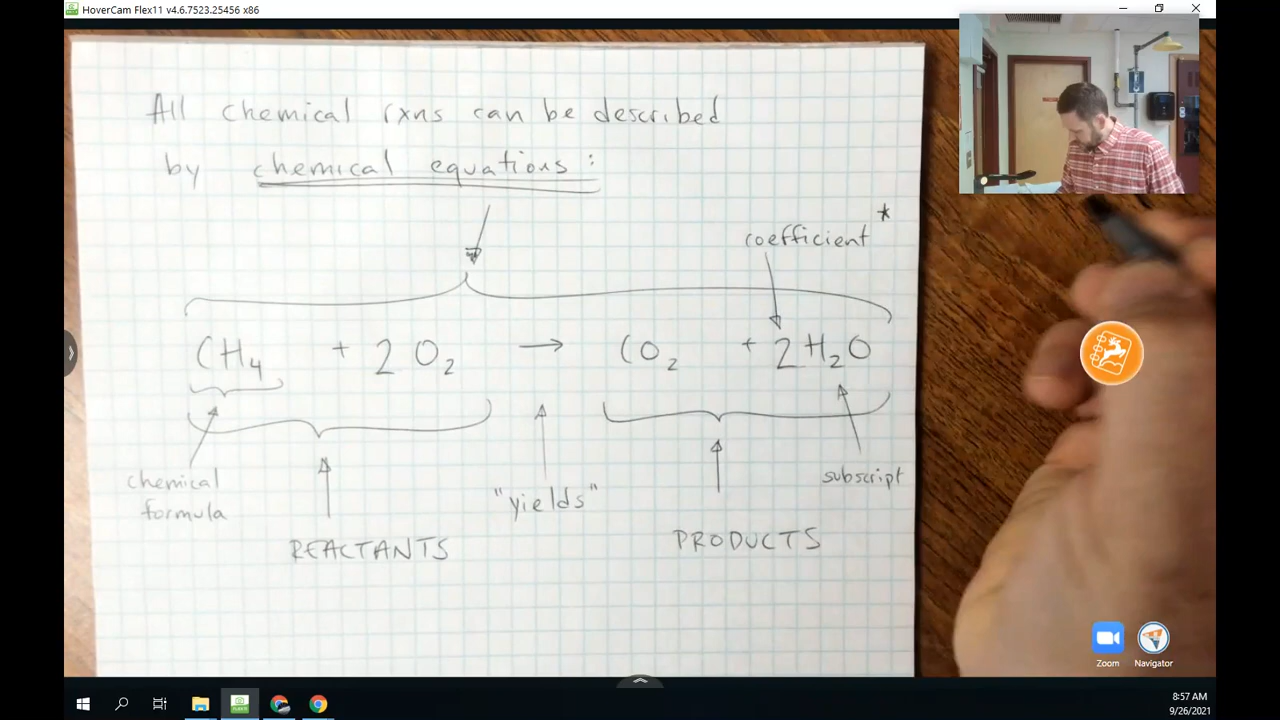 HoverCam Flex11 v4.6.7523.25456 x86
All chemical rxns can be described
by chemical equations:
coefficient*
CH₄ + 2 O₂ → CO₂ + 2 H₂O
chemical
formula
"yields"
subscript
REACTANTS
PRODUCTS
Zoom
Navigator
8:57 AM
9/26/2021